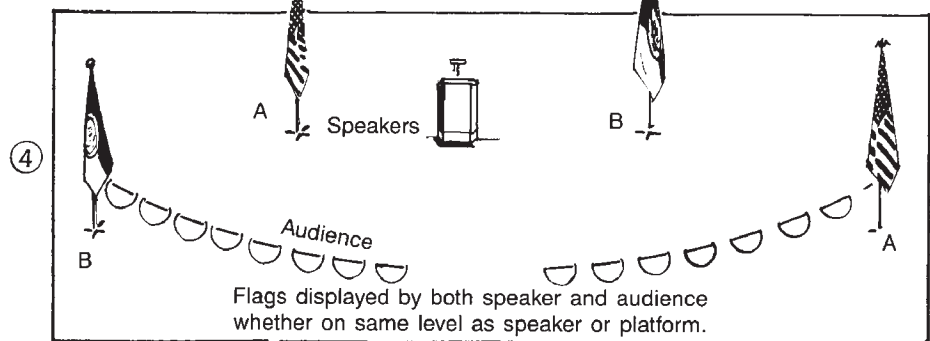 A
B
Speakers
④
Audience
B
A
Flags displayed by both speaker and audience
whether on same level as speaker or platform.